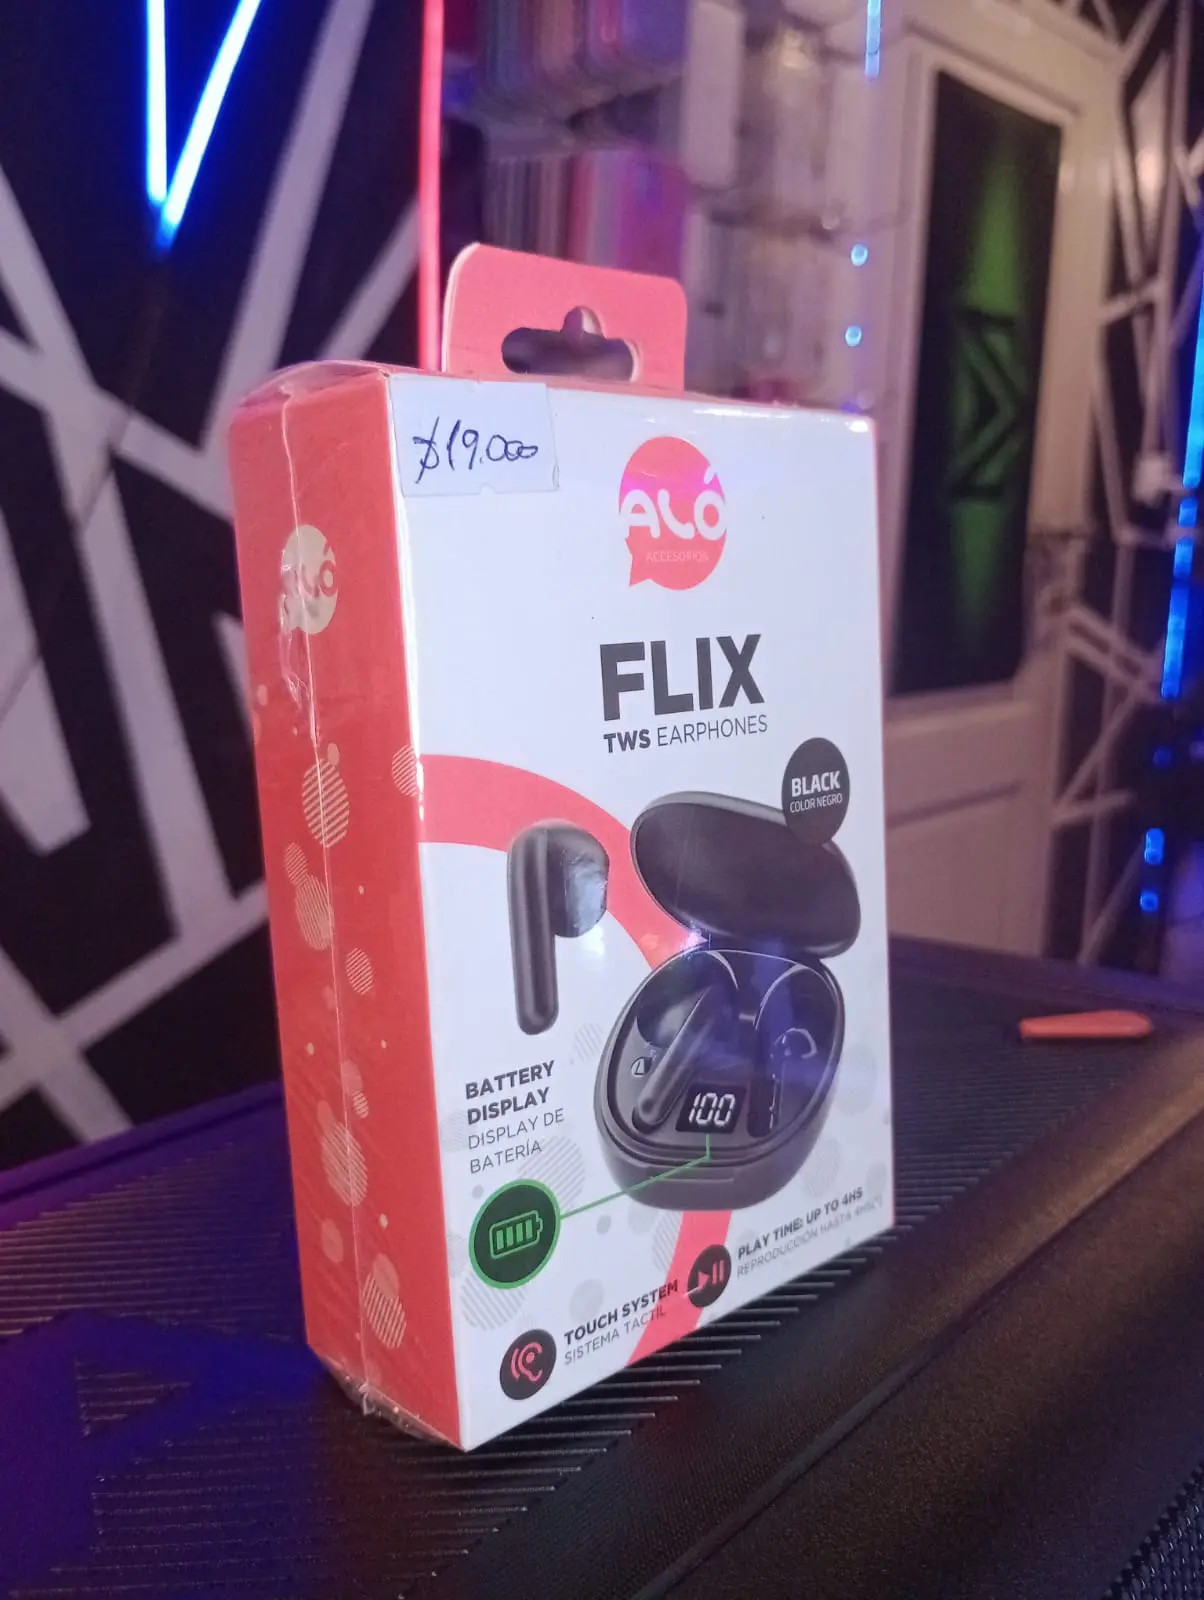 $19.000
ALÓ
ACCESORIOS
ALÓ
FLIX
TWS EARPHONES
BLACK
COLOR NEGRO
BATTERY
DISPLAY
DISPLAY DE
BATERÍA
100
L
PLAY TIME: UP TO 4HS
REPRODUCCIÓN HASTA 4HS
TOUCH SYSTEM
SISTEMA TACTIL